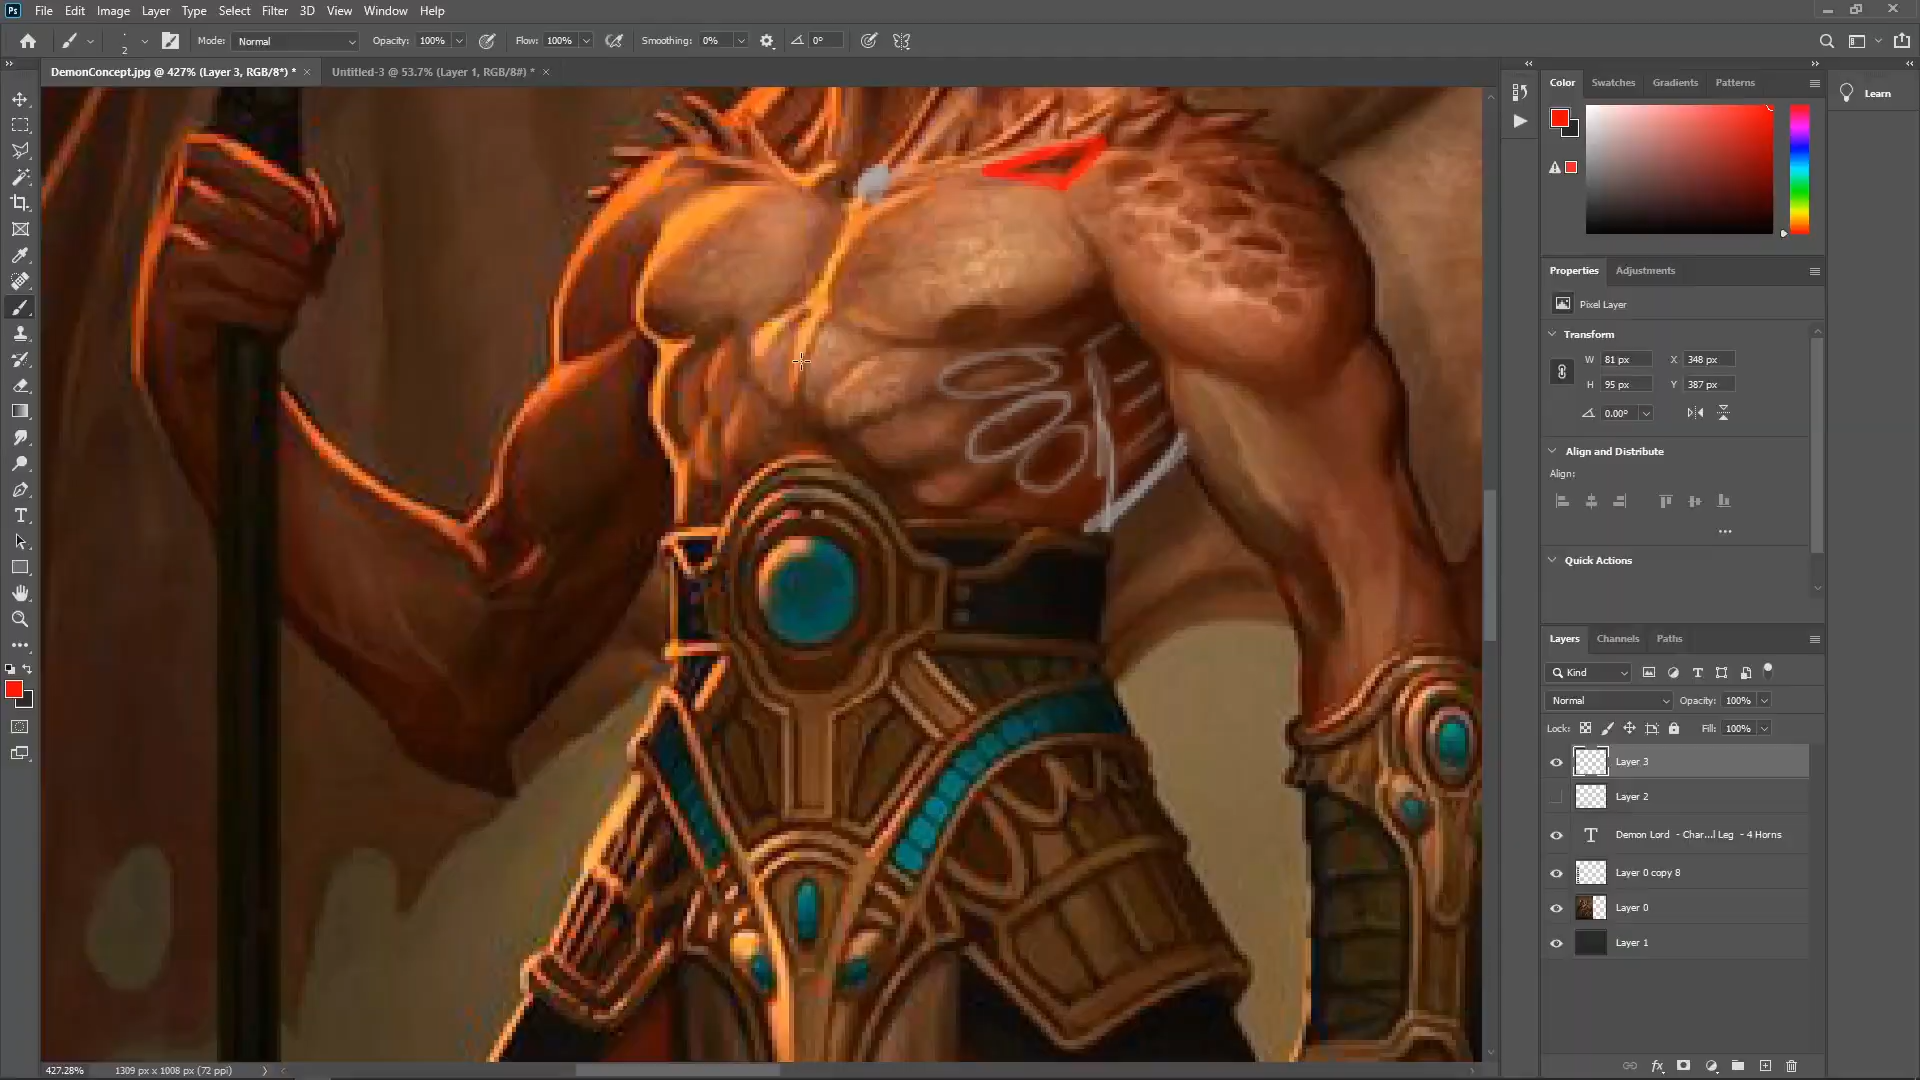 Ps File Edit Image Layer Type Select Filter 3D View Window Help
2 Mode: Normal Opacity: 100% Flow: 100% Smoothing: 0% 0°
DemonConcept.jpg @ 427% (Layer 3, RGB/8*) * × Untitled-3 @ 53.7% (Layer 1, RGB/8#) * ×
Color Swatches Gradients Patterns
Learn
Properties Adjustments
Pixel Layer
Transform
W 81 px X 348 px
H 95 px Y 387 px
0.00°
Align and Distribute
Align:
Quick Actions
Layers Channels Paths
Kind
Normal Opacity: 100%
Lock: Fill: 100%
Layer 3
Layer 2
Demon Lord - Char...l Leg - 4 Horns
Layer 0 copy 8
Layer 0
Layer 1
427.28% 1309 px x 1008 px (72 ppi)